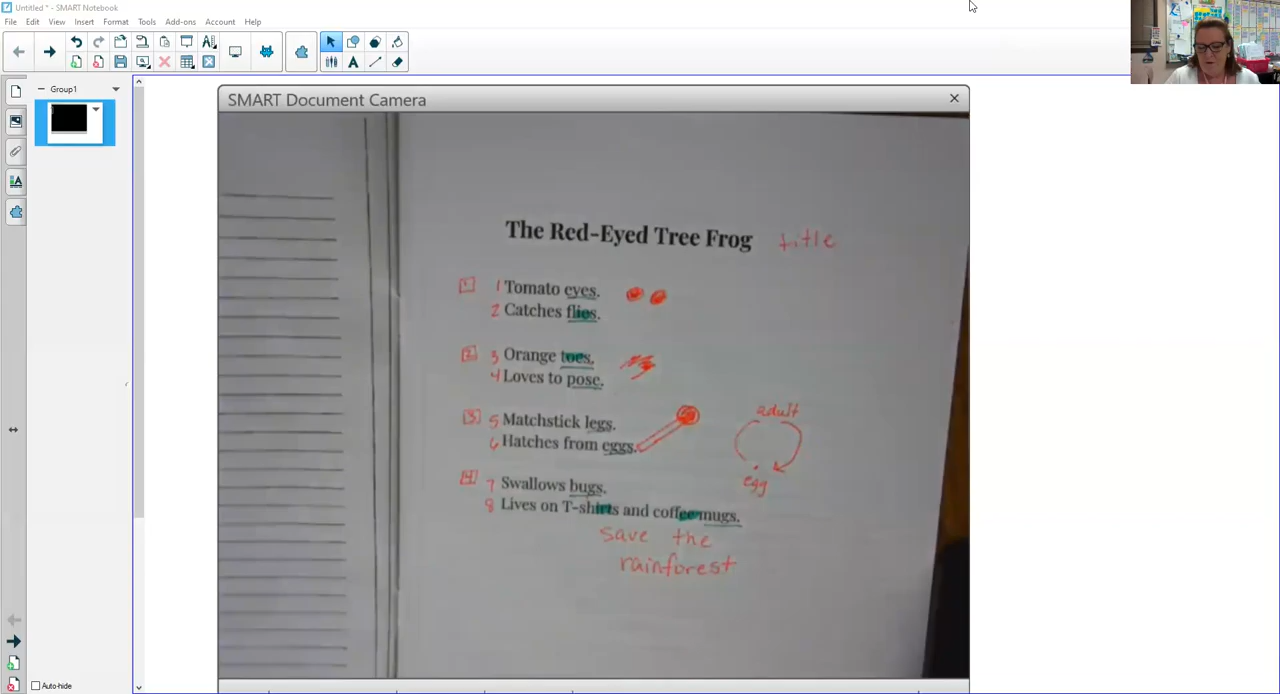 Untitled * - SMART Notebook
File Edit View Insert Format Tools Add-ons Account Help
Group1
SMART Document Camera
The Red-Eyed Tree Frog title
1 1 Tomato eyes.
2 Catches flies.
2 3 Orange toes.
4 Loves to pose.
3 5 Matchstick legs.
6 Hatches from eggs.
adult
egg
4 7 Swallows bugs.
8 Lives on T-shirts and coffee mugs.
save the
rainforest
Auto-hide